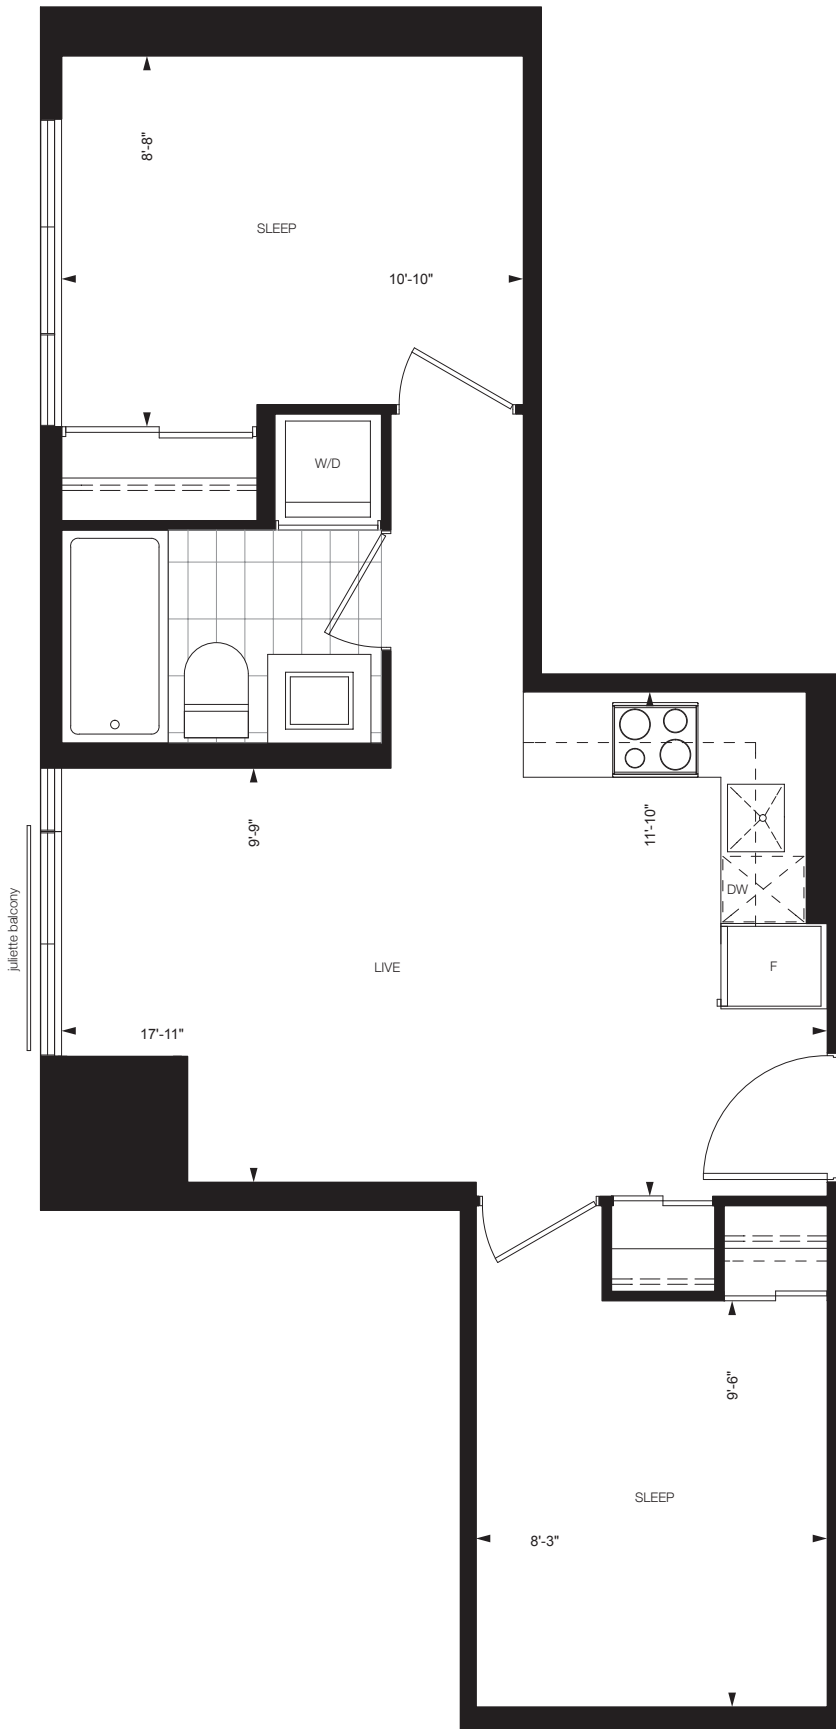 8'-8"
SLEEP
10'-10"
W/D
9'-9"
11'-10"
DW
juliette balcony
LIVE
F
17'-11"
9'-6"
SLEEP
8'-3"